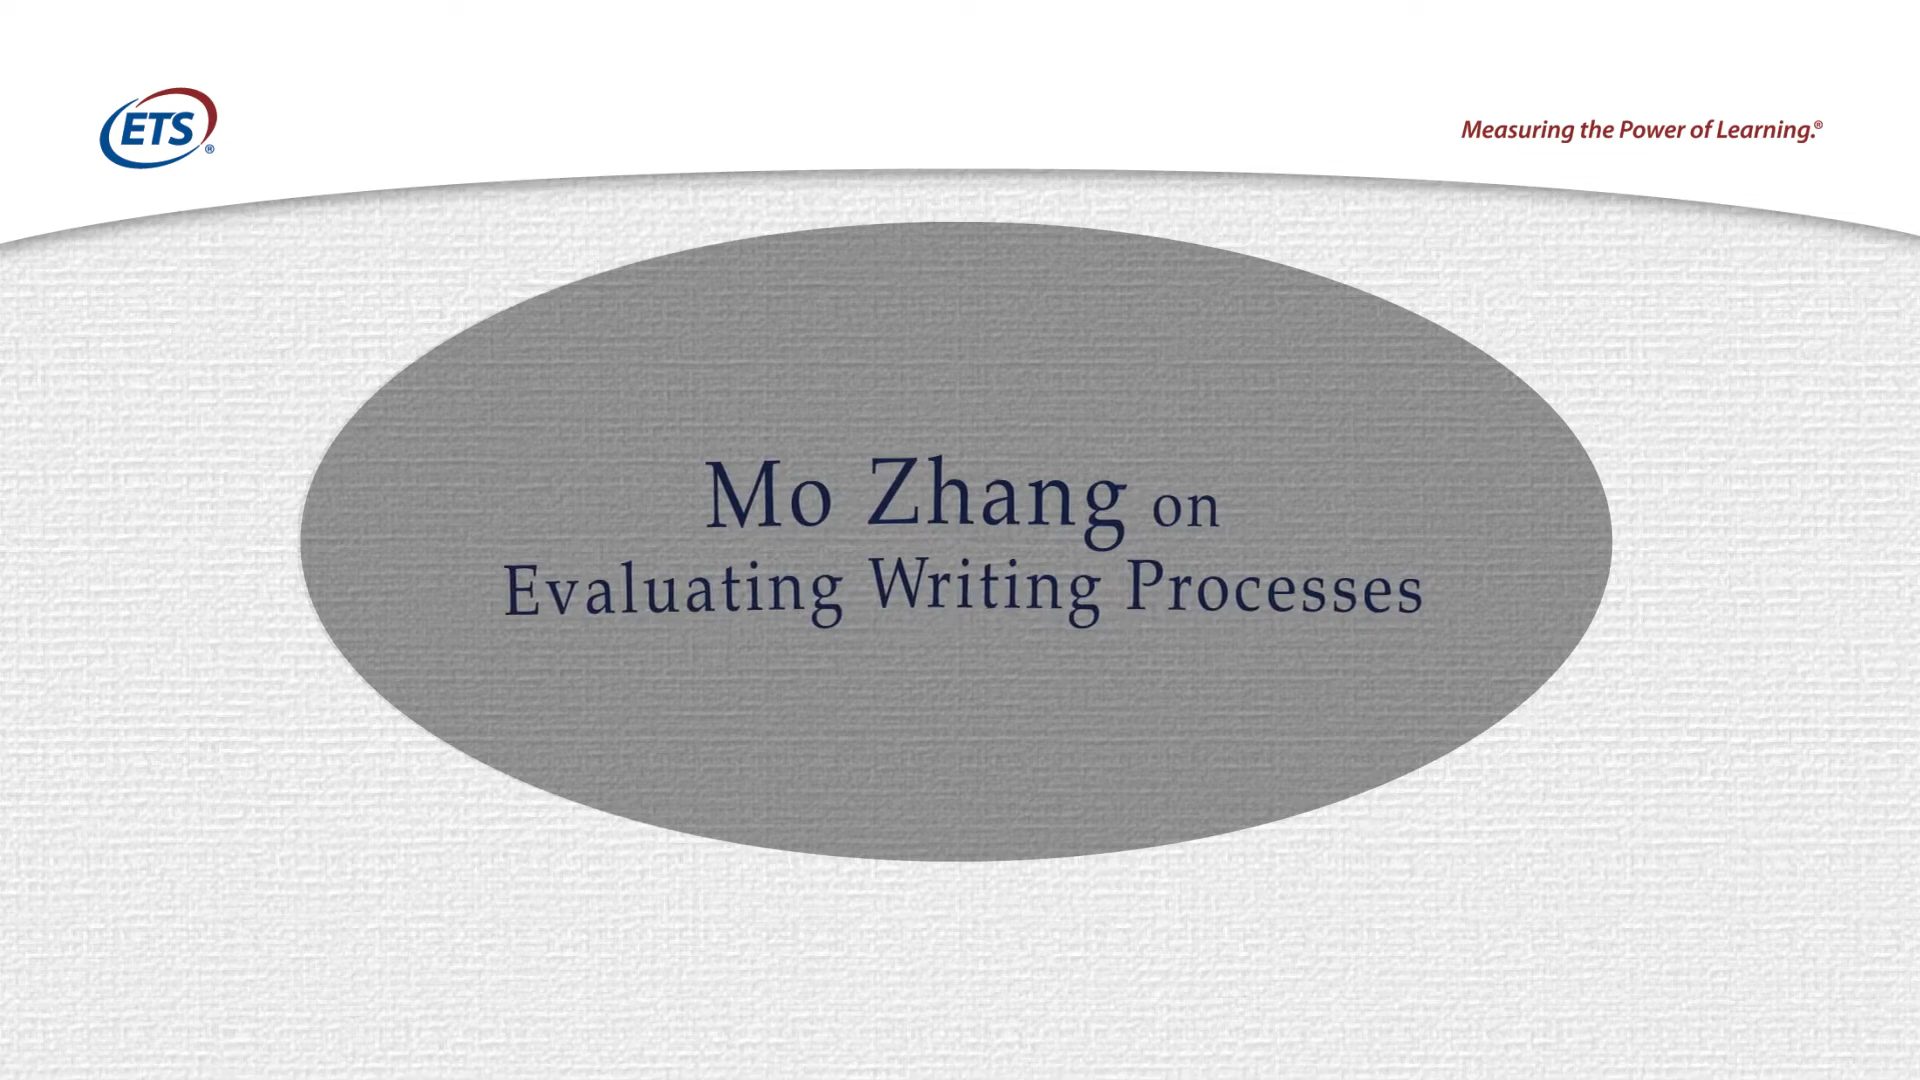 ETS®
Measuring the Power of Learning.®
Mo Zhang on
Evaluating Writing Processes